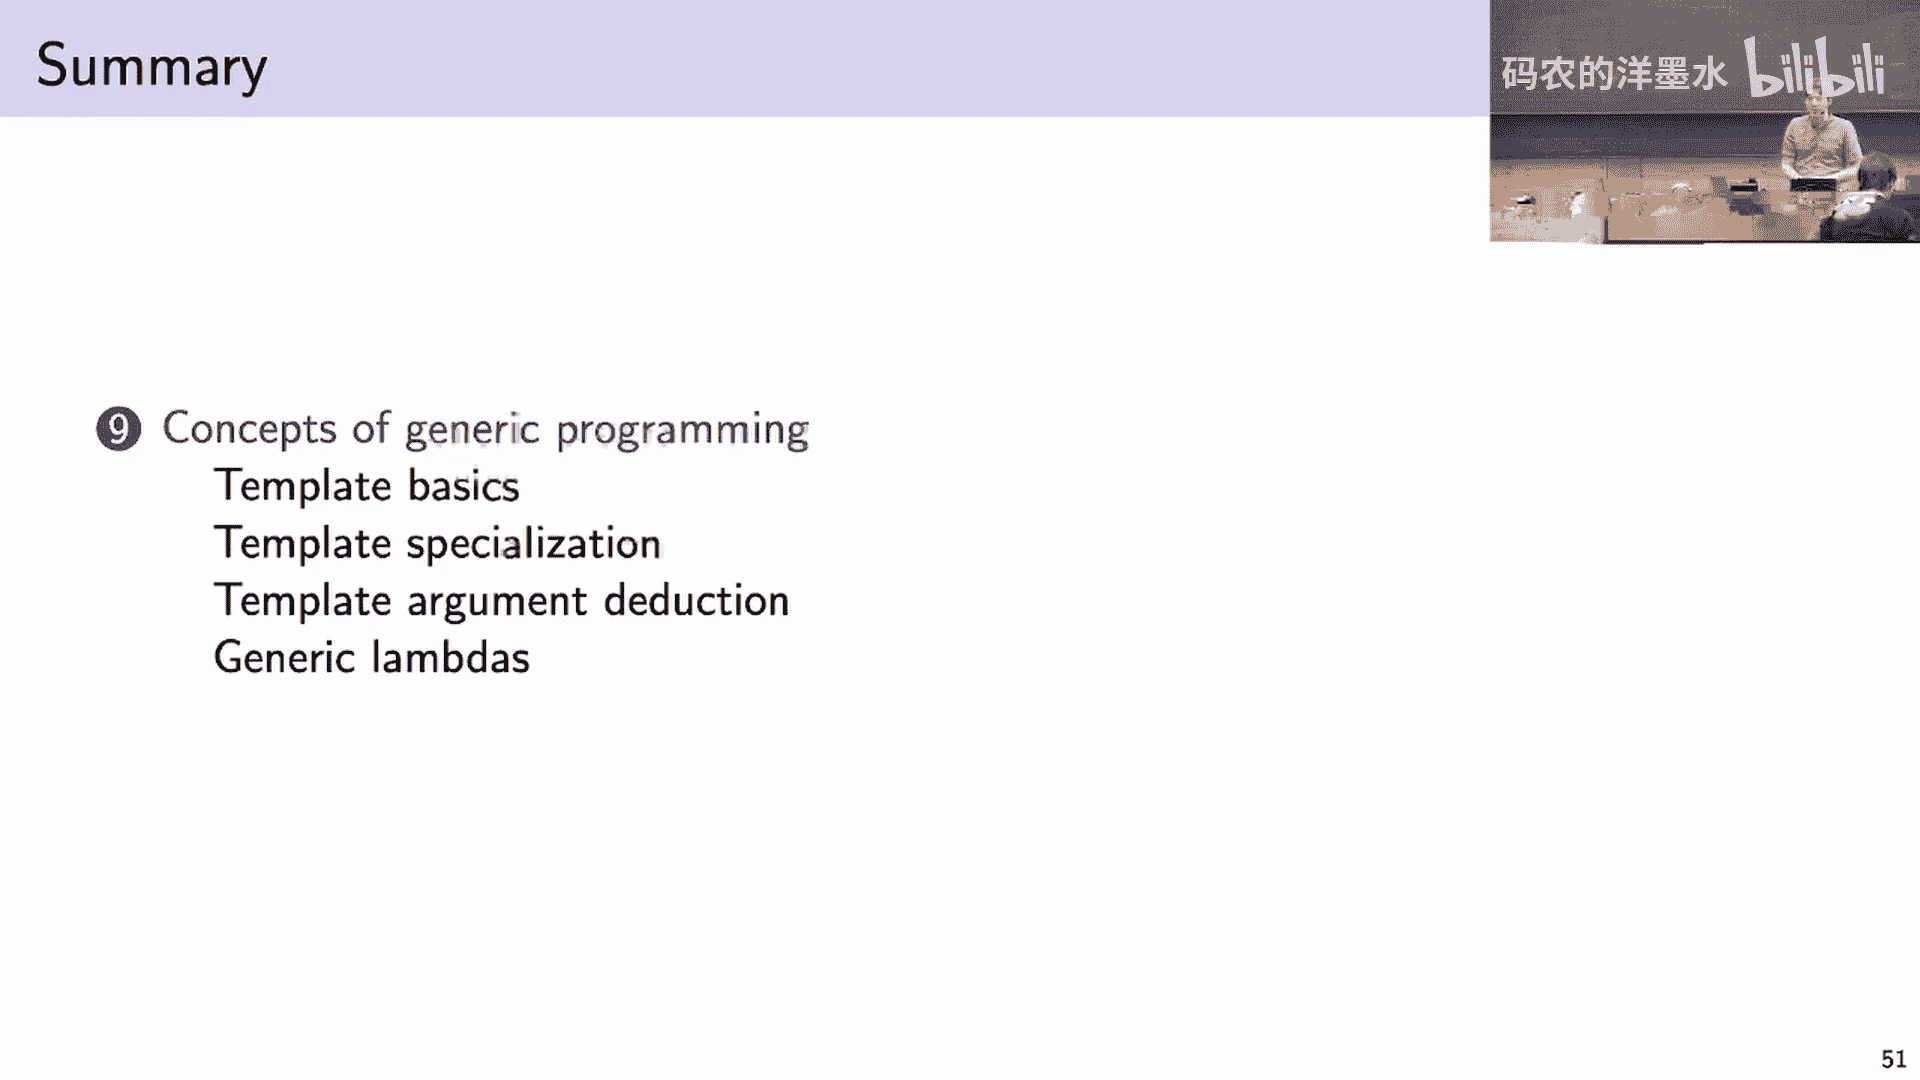 Summary
码农的洋墨水 bilibili
9 Concepts of generic programming
Template basics
Template specialization
Template argument deduction
Generic lambdas
51